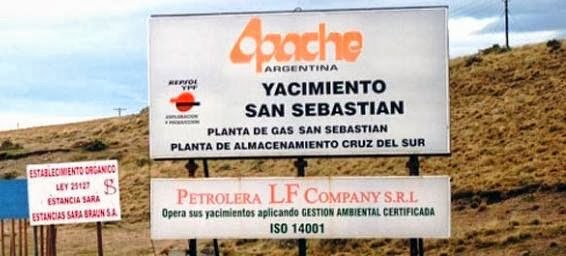 Apache
ARGENTINA
REPSOL
YPF
EXPLORACION
Y PRODUCCION
YACIMIENTO
SAN SEBASTIAN
PLANTA DE GAS SAN SEBASTIAN
PLANTA DE ALMACENAMIENTO CRUZ DEL SUR
ESTABLECIMIENTO ORGANICO
LEY 25127
ESTANCIA SARA
ESTANCIAS SARA BRAUN S.A.
PETROLERA LF COMPANY S.R.L
Opera sus yacimientos aplicando GESTION AMBIENTAL CERTIFICADA
ISO 14001